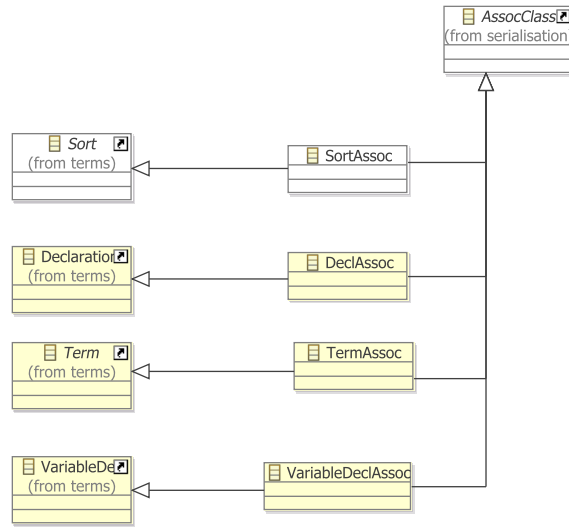 AssocClass
(from serialisation)
Sort
(from terms)
SortAssoc
Declaration
(from terms)
DeclAssoc
Term
(from terms)
TermAssoc
VariableDe
(from terms)
VariableDeclAssoc